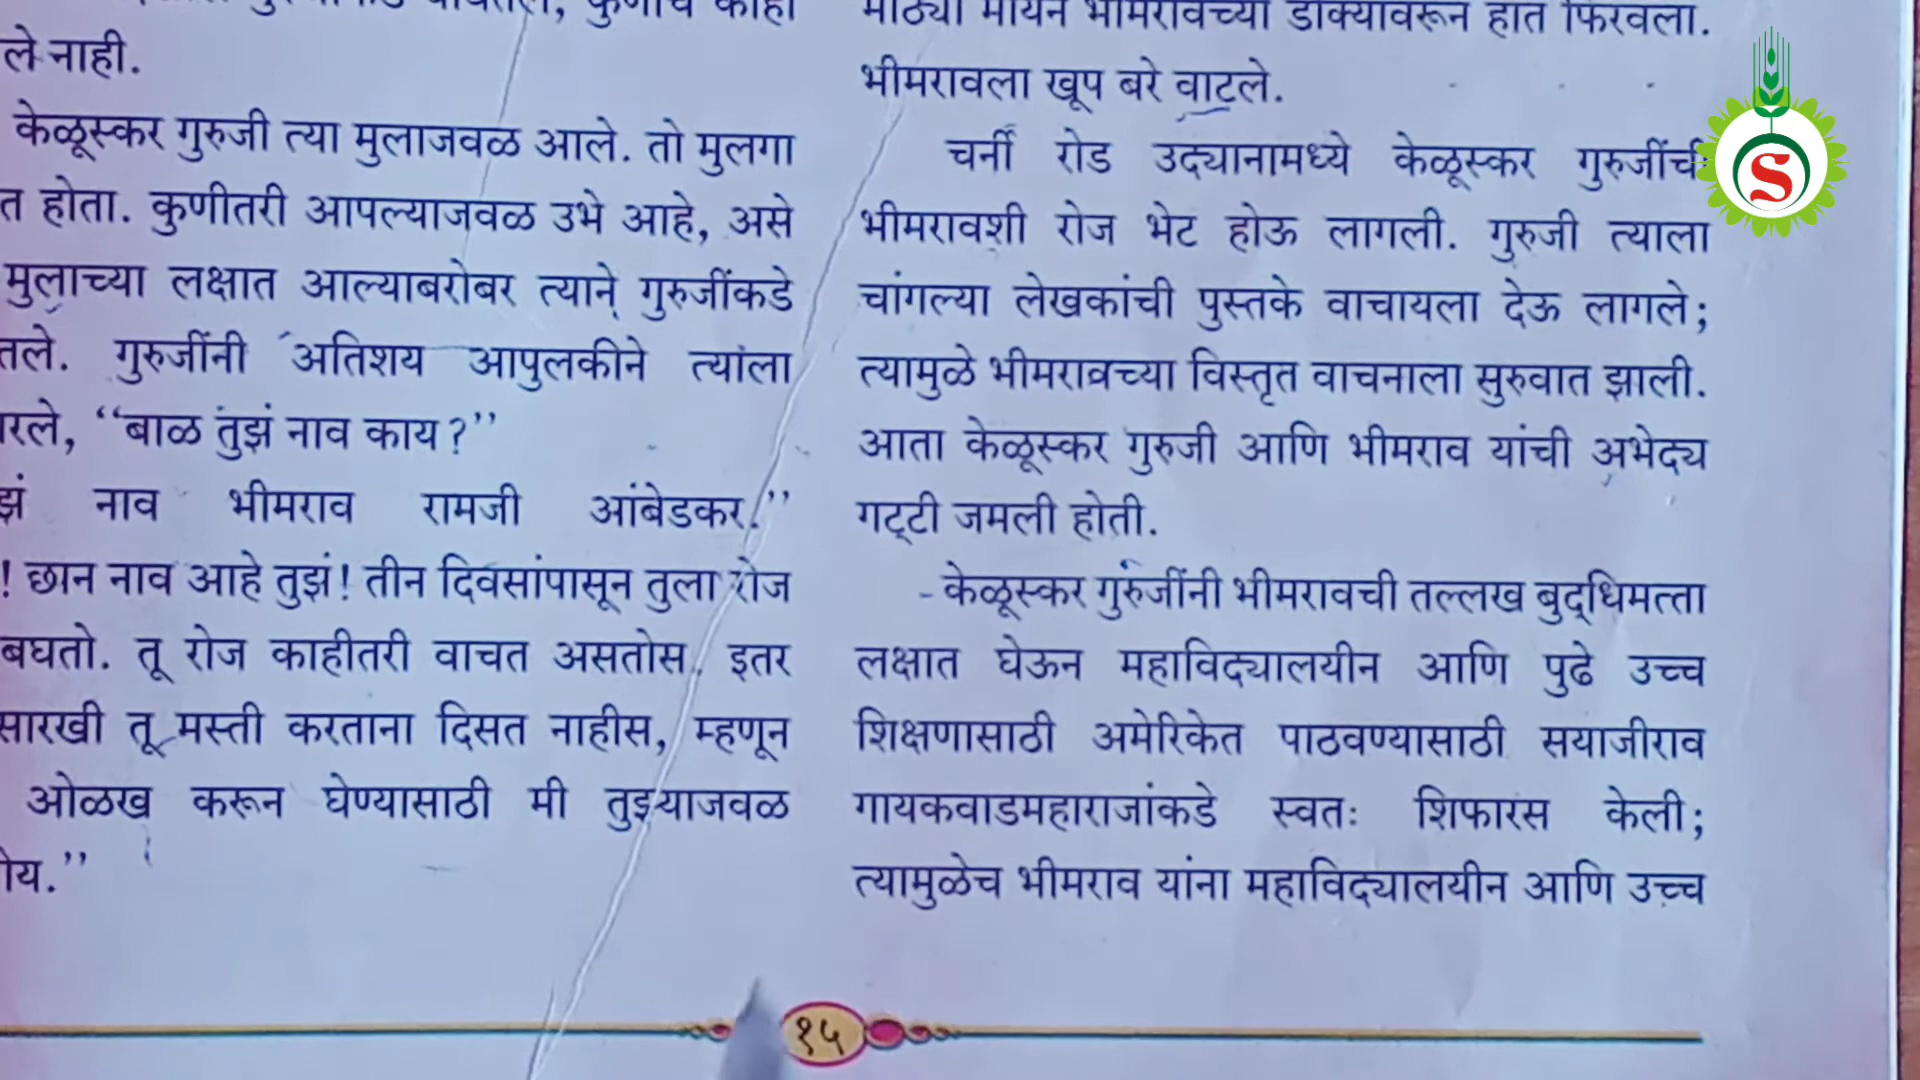 ले नाही.
केळूस्कर गुरुजी त्या मुलाजवळ आले. तो मुलगा
त होता. कुणीतरी आपल्याजवळ उभे आहे, असे
मुलाच्या लक्षात आल्याबरोबर त्याने गुरुजींकडे
तले. गुरुजींनी अतिशय आपुलकीने त्याला
रले, “बाळ तुझं नाव काय?”
झं नाव भीमराव रामजी आंबेडकर.”
! छान नाव आहे तुझं! तीन दिवसांपासून तुला रोज
बघतो. तू रोज काहीतरी वाचत असतोस. इतर
सारखी तू मस्ती करताना दिसत नाहीस, म्हणून
ओळख करून घेण्यासाठी मी तुझ्याजवळ
ोय.”
मोठ्या मायेने भीमरावच्या डोक्यावरून हात फिरवला.
भीमरावला खूप बरे वाटले.
चर्नी रोड उद्यानामध्ये केळूस्कर गुरुजींची
भीमरावशी रोज भेट होऊ लागली. गुरुजी त्याला
चांगल्या लेखकांची पुस्तके वाचायला देऊ लागले;
त्यामुळे भीमरावच्या विस्तृत वाचनाला सुरुवात झाली.
आता केळूस्कर गुरुजी आणि भीमराव यांची अभेद्य
गट्टी जमली होती.
केळूस्कर गुरुजींनी भीमरावची तल्लख बुद्धिमत्ता
लक्षात घेऊन महाविद्यालयीन आणि पुढे उच्च
शिक्षणासाठी अमेरिकेत पाठवण्यासाठी सयाजीराव
गायकवाडमहाराजांकडे स्वतः शिफारस केली;
त्यामुळेच भीमराव यांना महाविद्यालयीन आणि उच्च
१५
S